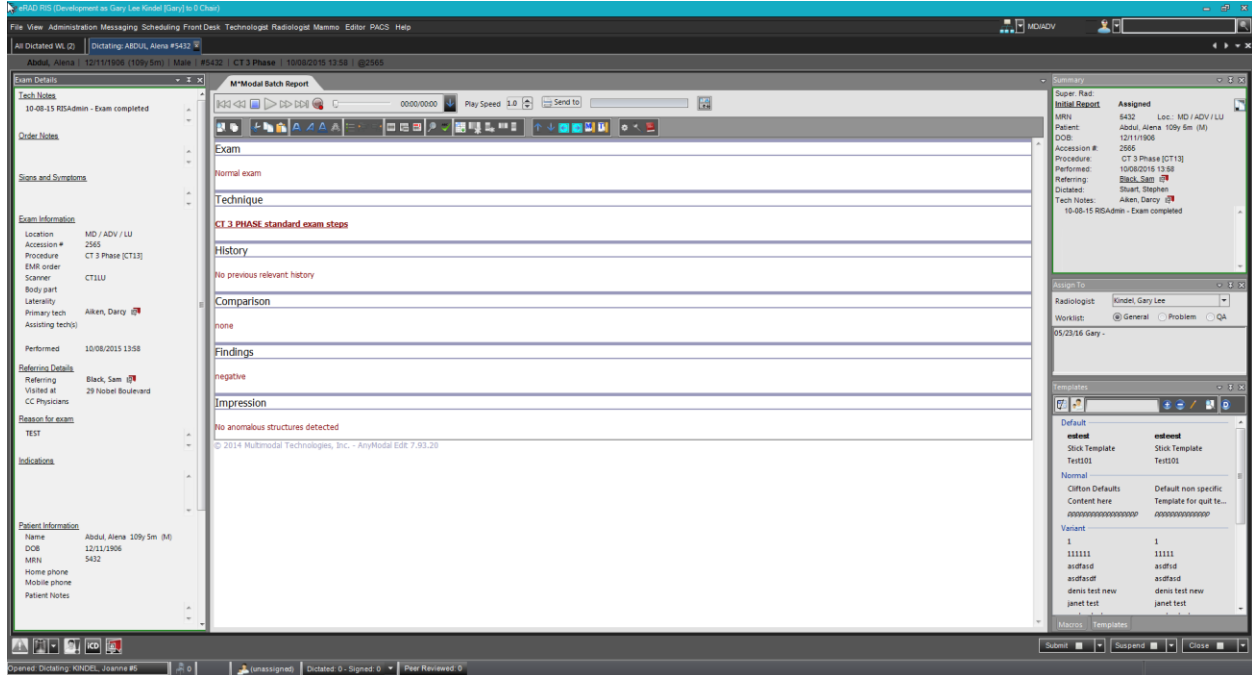 eRAD RIS (Development as Gary Lee Kindel [Gary] to 0 Chair)
File View Administration Messaging Scheduling Front Desk Technologist Radiologist Mammo Editor PACS Help
MD/ADV
All Dictated WL (2) Dictating: ABDUL, Alena #5432
Abdul, Alena | 12/11/1906 (109y 5m) | Male | #5432 | CT 3 Phase | 10/08/2015 13:58 | @2565
Exam Details
Tech Notes
10-08-15 RISAdmin - Exam completed
Order Notes
Signs and Symptoms
Exam Information
Location MD / ADV / LU
Accession # 2565
Procedure CT 3 Phase [CT13]
EMR order
Scanner CT1LU
Body part
Laterality
Primary tech Aiken, Darcy
Assisting tech(s)
Performed 10/08/2015 13:58
Referring Details
Referring Black, Sam
Visited at 29 Nobel Boulevard
CC Physicians
Reason for exam
TEST
Indications
Patient Information
Name Abdul, Alena 109y 5m (M)
DOB 12/11/1906
MRN 5432
Home phone
Mobile phone
Patient Notes
M*Modal Batch Report
00:00/00:00 Play Speed 1.0 Send to
Exam
Normal exam
Technique
CT 3 PHASE standard exam steps
History
No previous relevant history
Comparison
none
Findings
negative
Impression
No anomalous structures detected
© 2014 Multimodal Technologies, Inc. - AnyModal Edit 7.93.20
Summary
Super. Rad:
Initial Report Assigned
MRN 5432 Loc.: MD / ADV / LU
Patient: Abdul, Alena 109y 5m (M)
DOB: 12/11/1906
Accession #: 2565
Procedure: CT 3 Phase [CT13]
Performed: 10/08/2015 13:58
Referring: Black, Sam
Dictated: Stuart, Stephen
Tech Notes: Aiken, Darcy
10-08-15 RISAdmin - Exam completed
Assign To
Radiologist: Kindel, Gary Lee
Worklist: General Problem QA
05/23/16 Gary -
Templates
Default
estest esteest
Stick Template Stick Template
Test101 Test101
Normal
Clifton Defaults Default non specific
Content here Template for quit te...
Variant
1 1
111111 11111
asdfasd asdfsd
asdfasdf asdfasd
denis test new denis test new
janet test janet test
Macros Templates
ICD
Submit Suspend Close
Opened: Dictating: KINDEL, Joanne #5 0 (unassigned) Dictated: 0 - Signed: 0 Peer Reviewed: 0